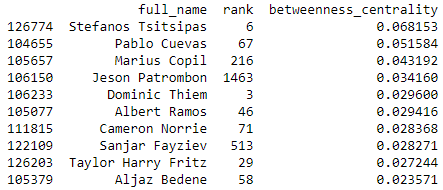 full_name rank betweenness_centrality
126774 Stefanos Tsitsipas 6 0.068153
104655 Pablo Cuevas 67 0.051584
105657 Marius Copil 216 0.043192
106150 Jeson Patrombon 1463 0.034160
106233 Dominic Thiem 3 0.029600
105077 Albert Ramos 46 0.029416
111815 Cameron Norrie 71 0.028368
122109 Sanjar Fayziev 513 0.028271
126203 Taylor Harry Fritz 29 0.027244
105379 Aljaz Bedene 58 0.023571